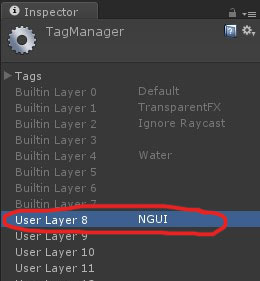 Inspector
TagManager
Tags
Builtin Layer 0 Default
Builtin Layer 1 TransparentFX
Builtin Layer 2 Ignore Raycast
Builtin Layer 3
Builtin Layer 4 Water
Builtin Layer 5
Builtin Layer 6
Builtin Layer 7
User Layer 8 NGUI
User Layer 9
User Layer 10
User Layer 11